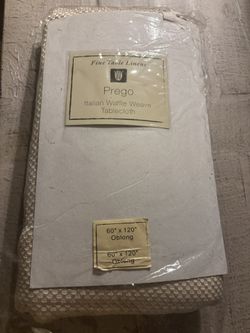 Fine Table Linens
Prego
Italian Waffle Weave
Tablecloth
60" x 120"
Oblong
60" x 120"
Oblong